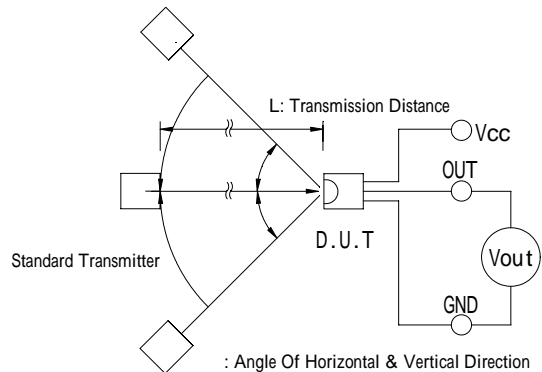 L: Transmission Distance
Vcc
OUT
D.U.T
Standard Transmitter
Vout
GND
: Angle Of Horizontal & Vertical Direction